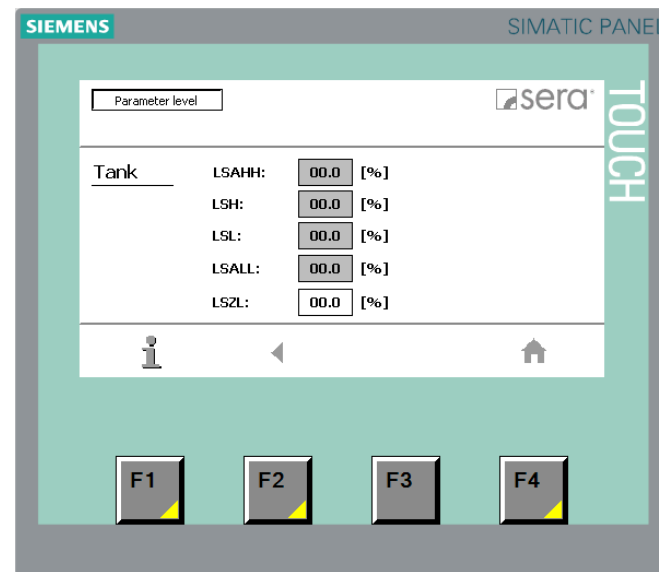 SIEMENS
SIMATIC PANEL
TOUCH
Parameter level
sera
Tank
LSAHH: 00.0 [%]
LSH: 00.0 [%]
LSL: 00.0 [%]
LSALL: 00.0 [%]
LSZL: 00.0 [%]
i
F1 F2 F3 F4